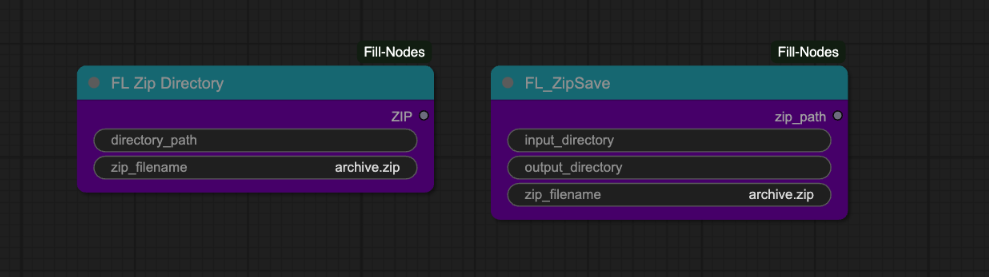 Fill-Nodes
FL Zip Directory
ZIP
directory_path
zip_filename archive.zip
Fill-Nodes
FL_ZipSave
zip_path
input_directory
output_directory
zip_filename archive.zip